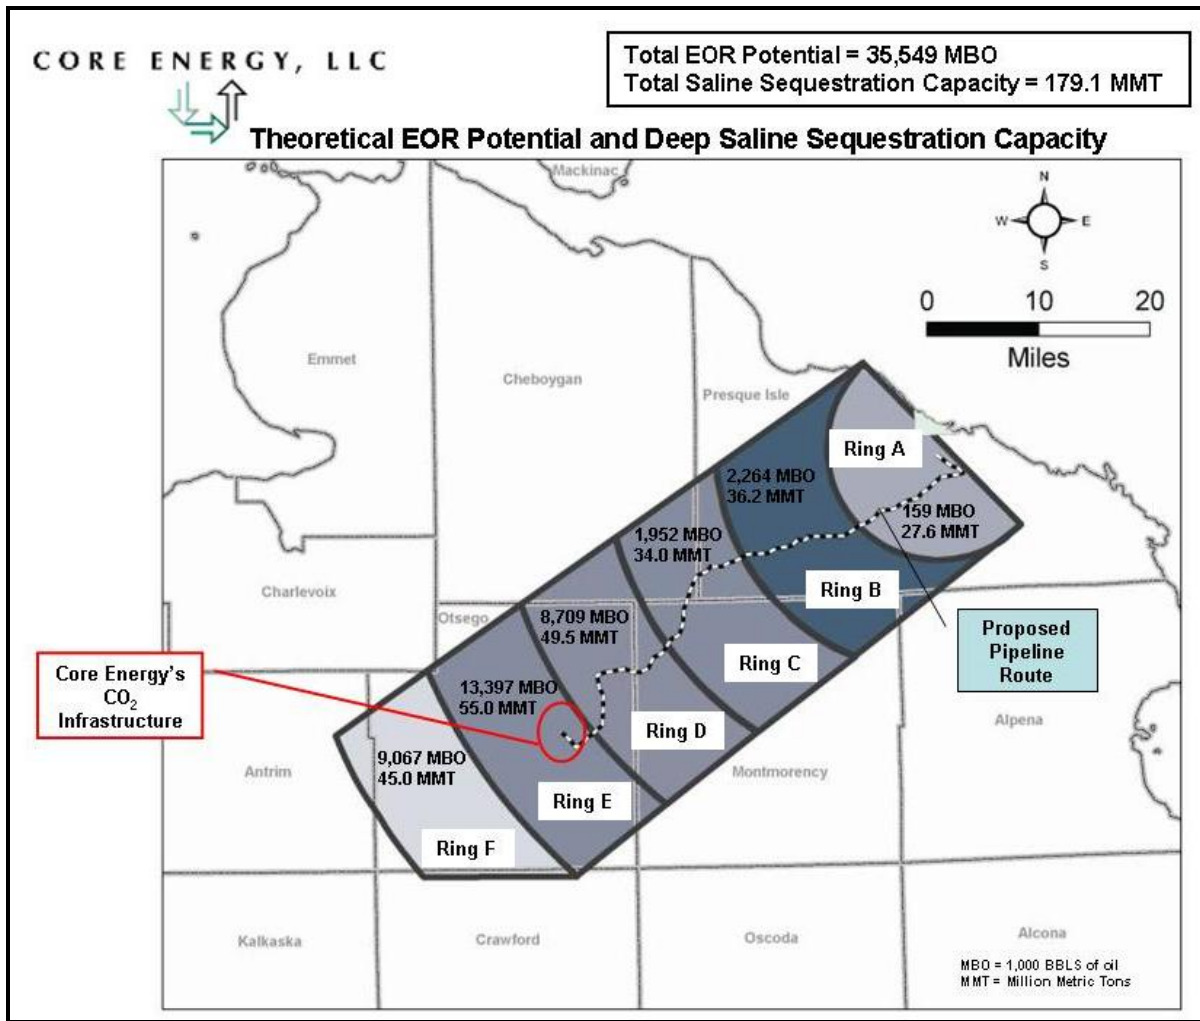 CORE ENERGY, LLC
Total EOR Potential = 35,549 MBO
Total Saline Sequestration Capacity = 179.1 MMT
Theoretical EOR Potential and Deep Saline Sequestration Capacity
Mackinac
N
W
E
S
0 10 20
Miles
Emmet
Cheboygan
Presque Isle
Ring A
2,264 MBO
36.2 MMT
159 MBO
27.6 MMT
1,952 MBO
34.0 MMT
Charlevoix
Ring B
Otsego
8,709 MBO
49.5 MMT
Proposed
Pipeline
Route
Ring C
Core Energy's
CO₂
Infrastructure
13,397 MBO
55.0 MMT
Alpena
Ring D
9,067 MBO
45.0 MMT
Antrim
Montmorency
Ring E
Ring F
Kalkaska
Crawford
Oscoda
Alcona
MBO = 1,000 BBLS of oil
MMT = Million Metric Tons